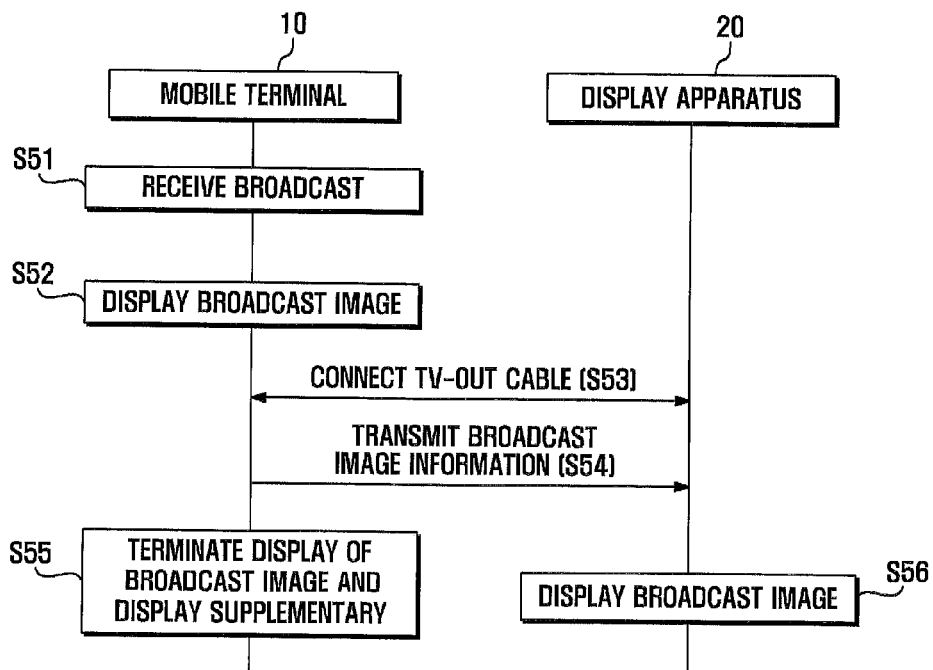 10
20
MOBILE TERMINAL
DISPLAY APPARATUS
S51
RECEIVE BROADCAST
S52
DISPLAY BROADCAST IMAGE
CONNECT TV-OUT CABLE (S53)
TRANSMIT BROADCAST
IMAGE INFORMATION (S54)
S55
TERMINATE DISPLAY OF
BROADCAST IMAGE AND
DISPLAY SUPPLEMENTARY
DISPLAY BROADCAST IMAGE
S56